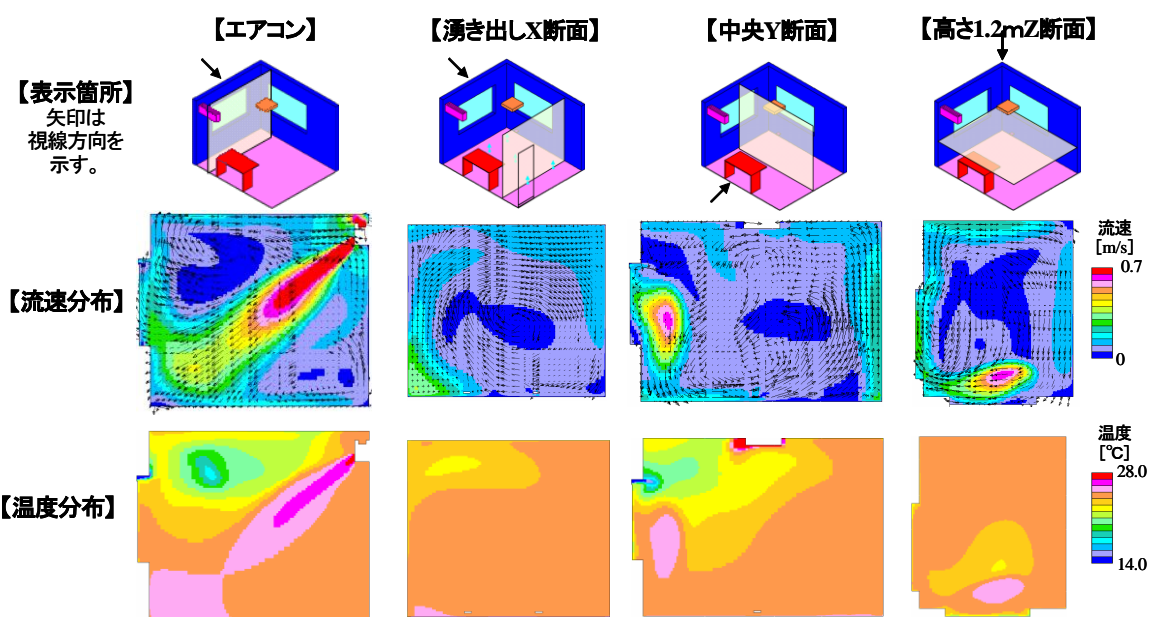 【エアコン】
【湧き出しX断面】
【中央Y断面】
【高さ1.2mZ断面】
【表示箇所】
矢印は
視線方向を
示す。
【流速分布】
流速
[m/s]
0.7
0
【温度分布】
温度
[℃]
28.0
14.0